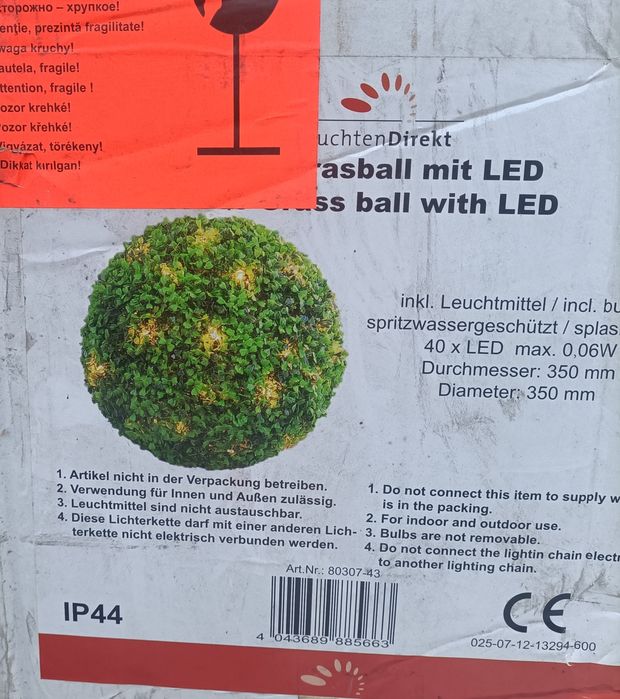 сторожно – хрупкое!
enție, prezintă fragilitate!
waga kruchy!
autela, fragile!
ttention, fragile !
ozor krehké!
ozor křehké!
igyázat, törékeny!
Dikkat kırılgan!
uchtenDirekt
rasball mit LED
ss ball with LED
inkl. Leuchtmittel / incl. bu
spritzwassergeschützt / splas
40 x LED max. 0,06W
Durchmesser: 350 mm
Diameter: 350 mm
1. Artikel nicht in der Verpackung betreiben.
2. Verwendung für Innen und Außen zulässig.
3. Leuchtmittel sind nicht austauschbar.
4. Diese Lichterkette darf mit einer anderen Lich-
terkette nicht elektrisch verbunden werden.
1. Do not connect this item to supply w
is in the packing.
2. For indoor and outdoor use.
3. Bulbs are not removable.
4. Do not connect the lightin chain electr
to another lighting chain.
Art.Nr.: 80307-43
IP44
4 043689 885663
CE
025-07-12-13294-600